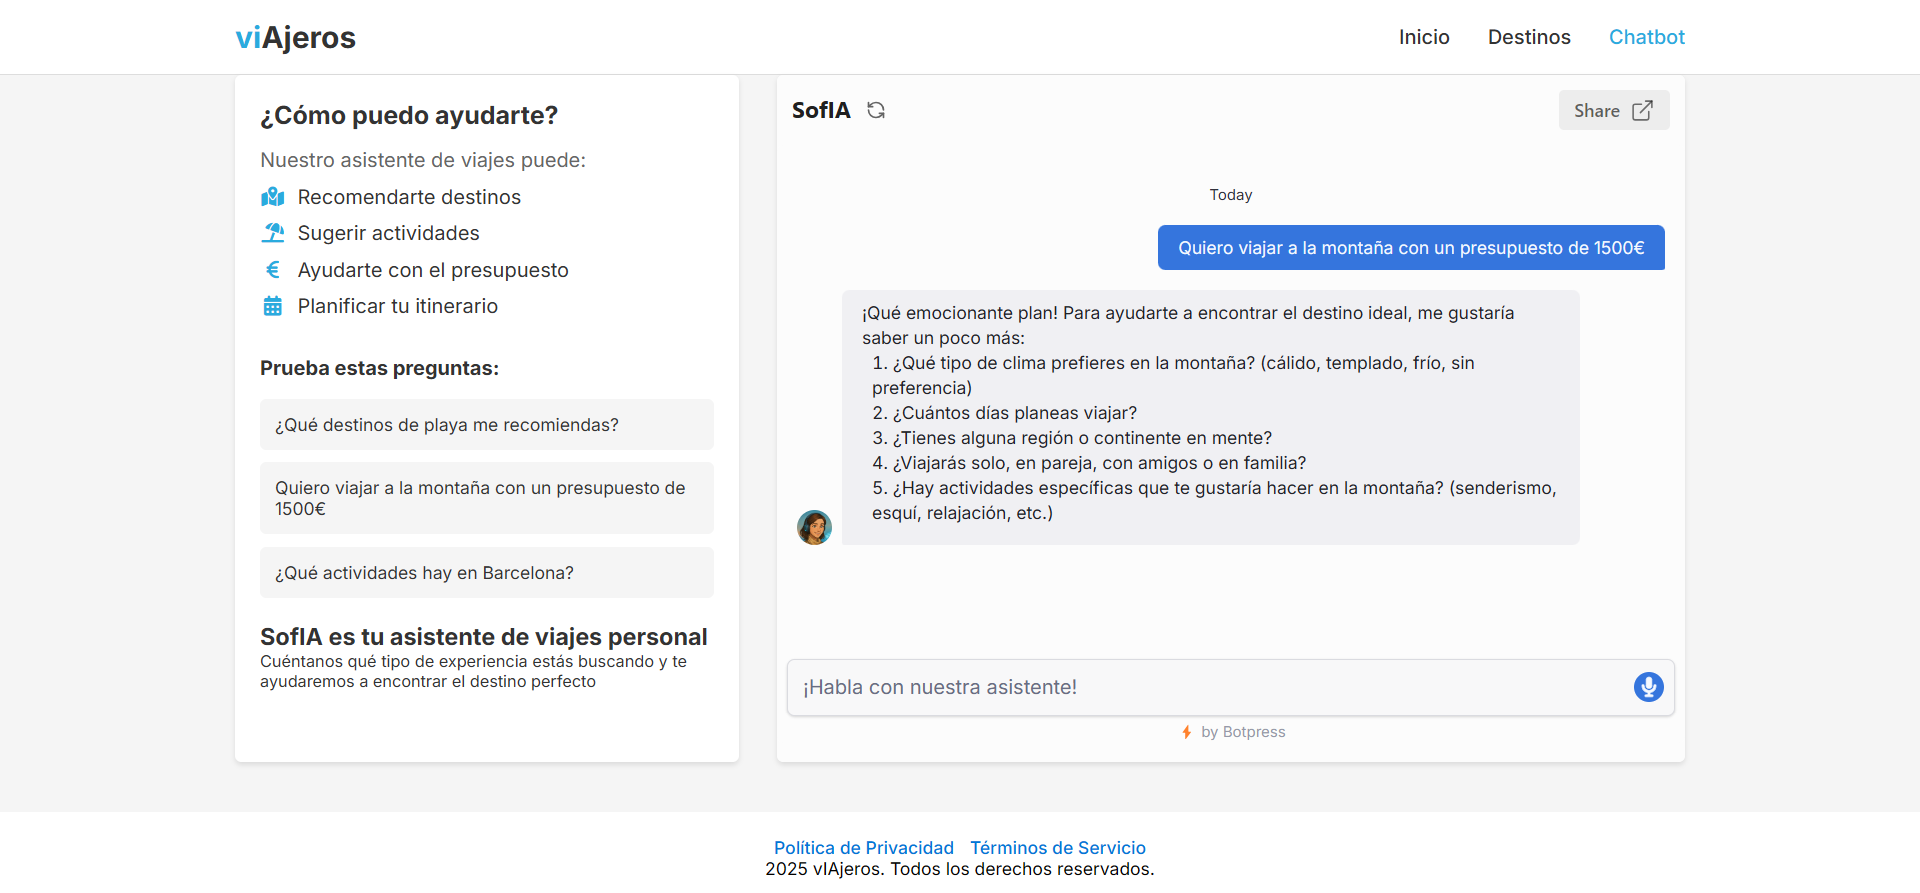 viAjeros
Inicio
Destinos
Chatbot
¿Cómo puedo ayudarte?
Nuestro asistente de viajes puede:
Recomendarte destinos
Sugerir actividades
Ayudarte con el presupuesto
Planificar tu itinerario
Prueba estas preguntas:
¿Qué destinos de playa me recomiendas?
Quiero viajar a la montaña con un presupuesto de
1500€
¿Qué actividades hay en Barcelona?
SofIA es tu asistente de viajes personal
Cuéntanos qué tipo de experiencia estás buscando y te
ayudaremos a encontrar el destino perfecto
SofIA
Share
Today
Quiero viajar a la montaña con un presupuesto de 1500€
¡Qué emocionante plan! Para ayudarte a encontrar el destino ideal, me gustaría
saber un poco más:
1. ¿Qué tipo de clima prefieres en la montaña? (cálido, templado, frío, sin
preferencia)
2. ¿Cuántos días planeas viajar?
3. ¿Tienes alguna región o continente en mente?
4. ¿Viajarás solo, en pareja, con amigos o en familia?
5. ¿Hay actividades específicas que te gustaría hacer en la montaña? (senderismo,
esquí, relajación, etc.)
¡Habla con nuestra asistente!
by Botpress
Política de Privacidad
Términos de Servicio
2025 vIAjeros. Todos los derechos reservados.